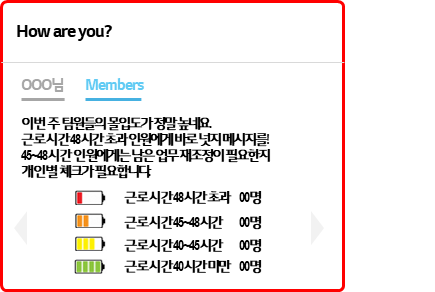 How are you?
OOO님 Members
이번 주 팀원들의 몰입도가 정말 높네요.
근로시간 48시간 초과 인원에게 바로 넛지 메시지를!
45~48시간 인원에게는 남은 업무 재조정이 필요한지
개인별 체크가 필요합니다.
근로시간 48시간 초과 00명
근로시간 45~48시간 00명
근로시간 40~45시간 00명
근로시간 40시간 미만 00명